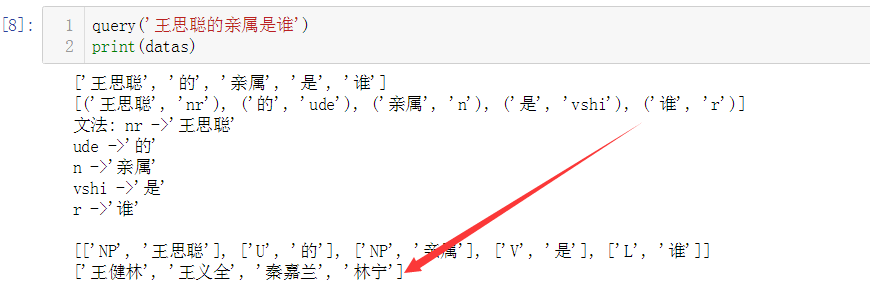 [8]:
1 query('王思聪的亲属是谁')
2 print(datas)
['王思聪', '的', '亲属', '是', '谁']
[('王思聪', 'nr'), ('的', 'ude'), ('亲属', 'n'), ('是', 'vshi'), ('谁', 'r')]
文法: nr ->'王思聪'
ude ->'的'
n ->'亲属'
vshi ->'是'
r ->'谁'
[['NP', '王思聪'], ['U', '的'], ['NP', '亲属'], ['V', '是'], ['L', '谁']]
['王健林', '王义全', '秦嘉兰', '林宁']